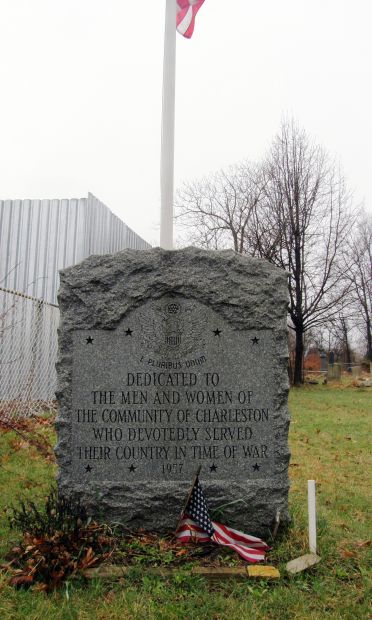 E PLURIBUS UNUM
DEDICATED TO
THE MEN AND WOMEN OF
THE COMMUNITY OF CHARLESTON
WHO DEVOTEDLY SERVED
THEIR COUNTRY IN TIME OF WAR
1977